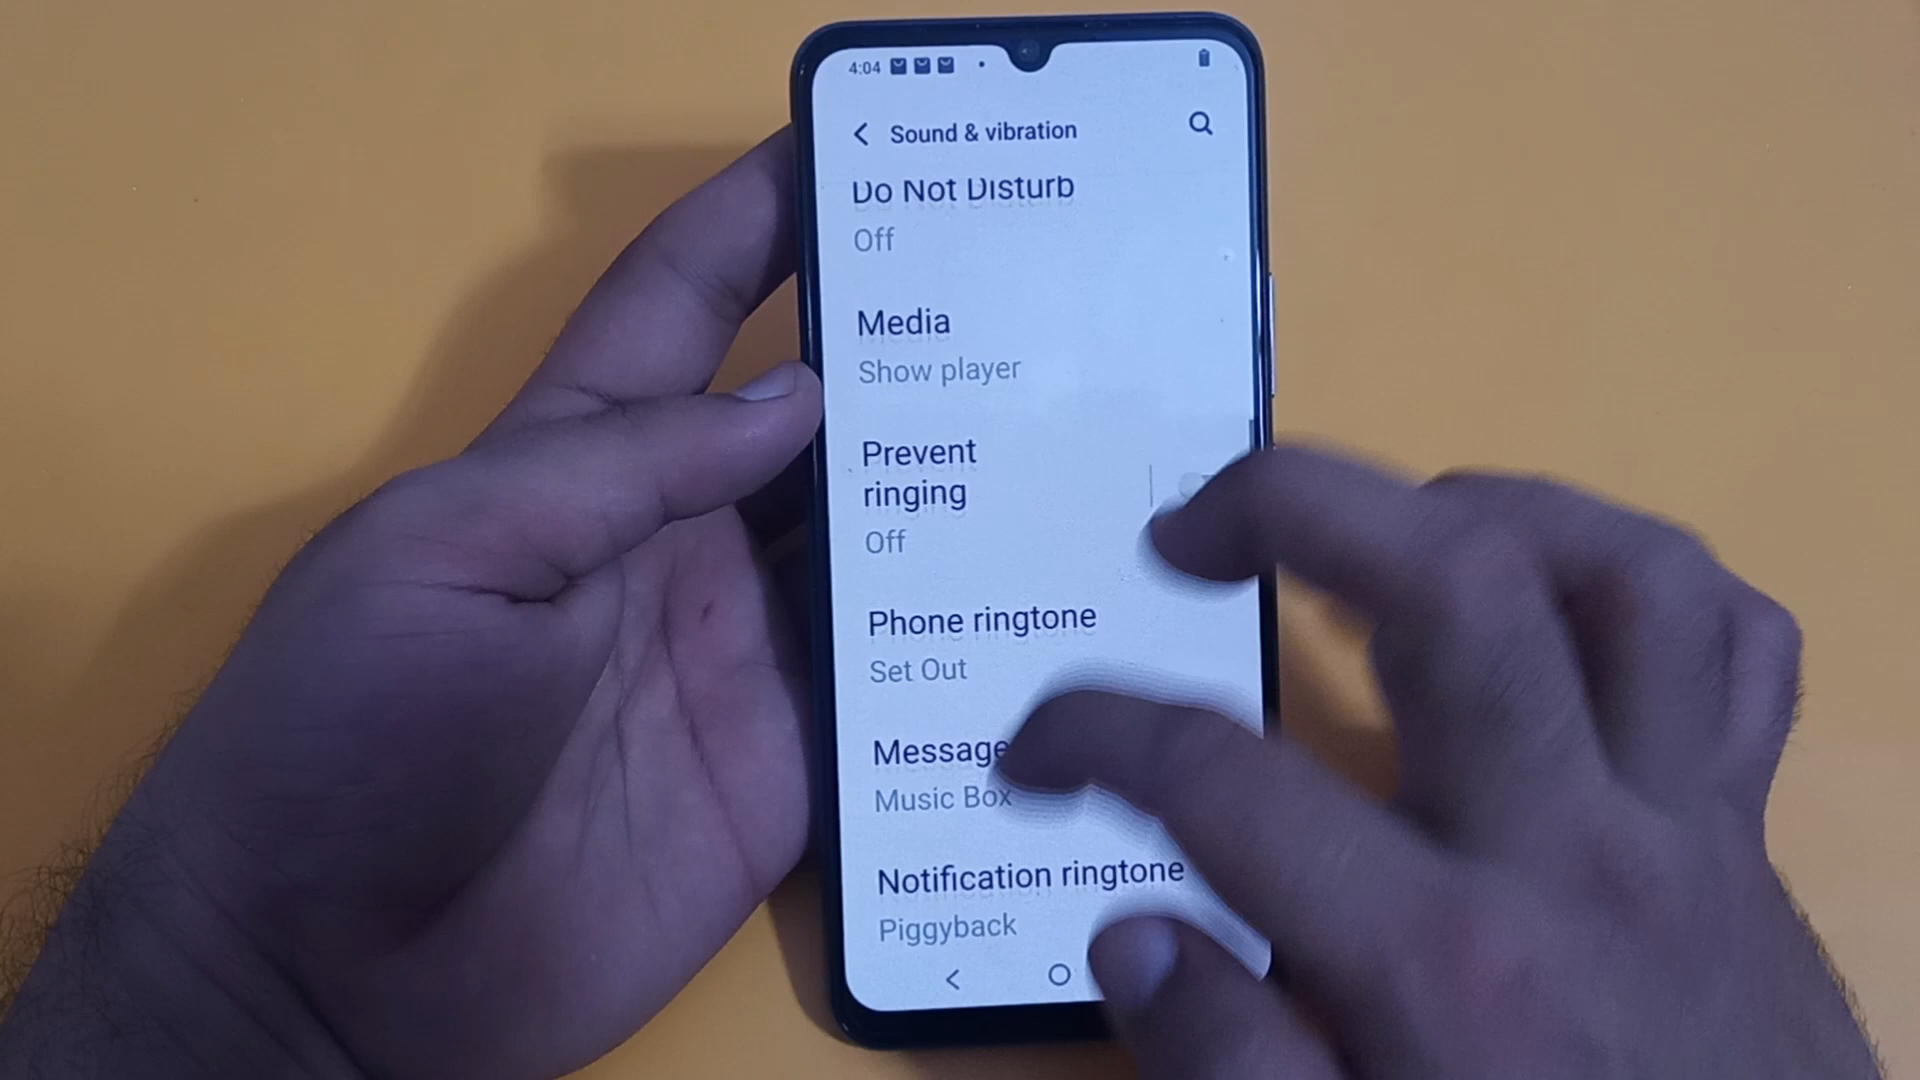 4:04
Sound & vibration
Do Not Disturb
Off
Media
Show player
Prevent
ringing
Off
Phone ringtone
Set Out
Message
Music Box
Notification ringtone
Piggyback